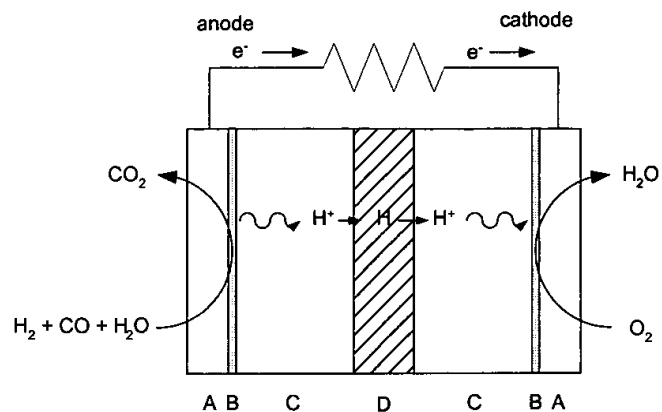 anode
cathode
e⁻
e⁻
CO₂
H₂O
H⁺
H
H⁺
H₂ + CO + H₂O
O₂
A B C D C B A